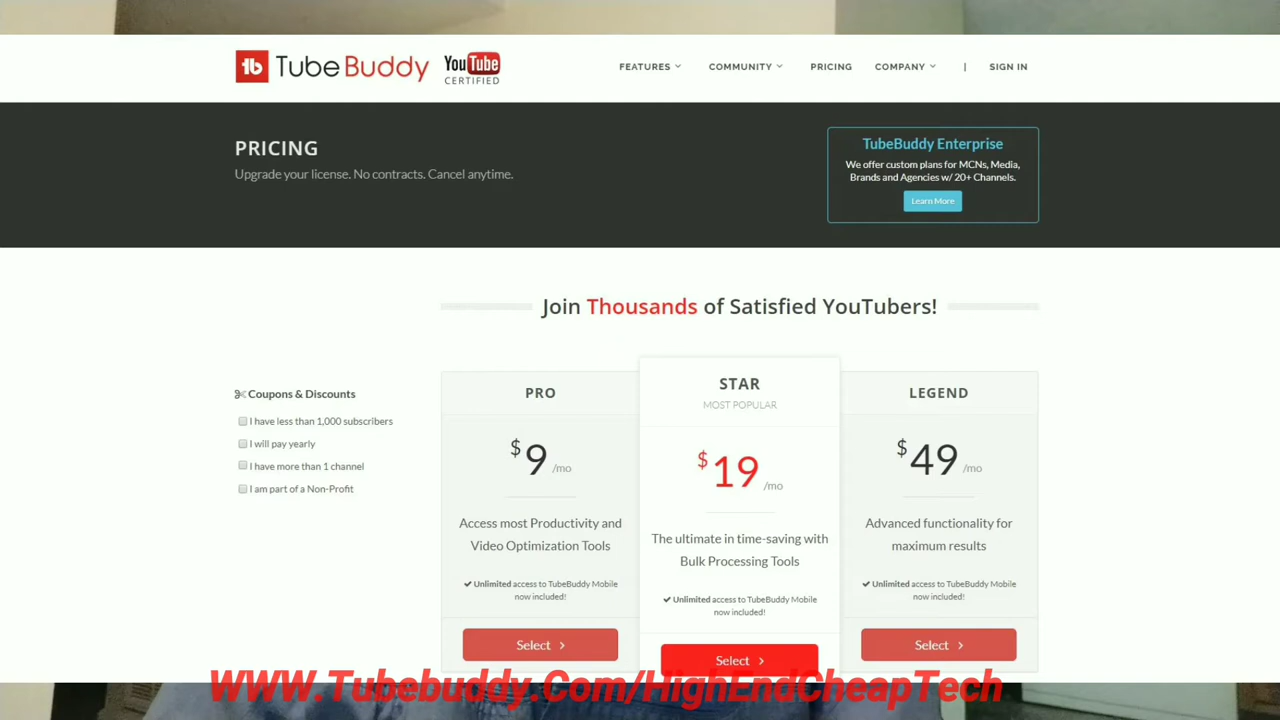 TubeBuddy YouTube CERTIFIED
FEATURES COMMUNITY PRICING COMPANY | SIGN IN
PRICING
Upgrade your license. No contracts. Cancel anytime.
TubeBuddy Enterprise
We offer custom plans for MCNs, Media,
Brands and Agencies w/ 20+ Channels.
Learn More
Join Thousands of Satisfied YouTubers!
Coupons & Discounts
I have less than 1,000 subscribers
I will pay yearly
I have more than 1 channel
I am part of a Non-Profit
PRO
$9/mo
Access most Productivity and
Video Optimization Tools
Unlimited access to TubeBuddy Mobile
now included!
Select
STAR
MOST POPULAR
$19/mo
The ultimate in time-saving with
Bulk Processing Tools
Unlimited access to TubeBuddy Mobile
now included!
Select
LEGEND
$49/mo
Advanced functionality for
maximum results
Unlimited access to TubeBuddy Mobile
now included!
Select
WWW.Tubebuddy.Com/HighEndCheapTech